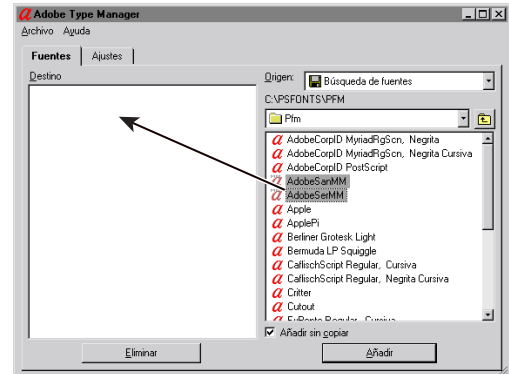 Adobe Type Manager
Archivo Ayuda
Fuentes Ajustes
Destino
Origen: Búsqueda de fuentes
C:\PSFONTS\PFM
Pfm
AdobeCorpID MyriadRgScn, Negrita
AdobeCorpID MyriadRgScn, Negrita Cursiva
AdobeCorpID PostScript
AdobeSanMM
AdobeSerMM
Apple
ApplePi
Berliner Grotesk Light
Bermuda LP Squiggle
CaflischScript Regular, Cursiva
CaflischScript Regular, Negrita Cursiva
Critter
Cutout
Añadir sin copiar
Eliminar
Añadir